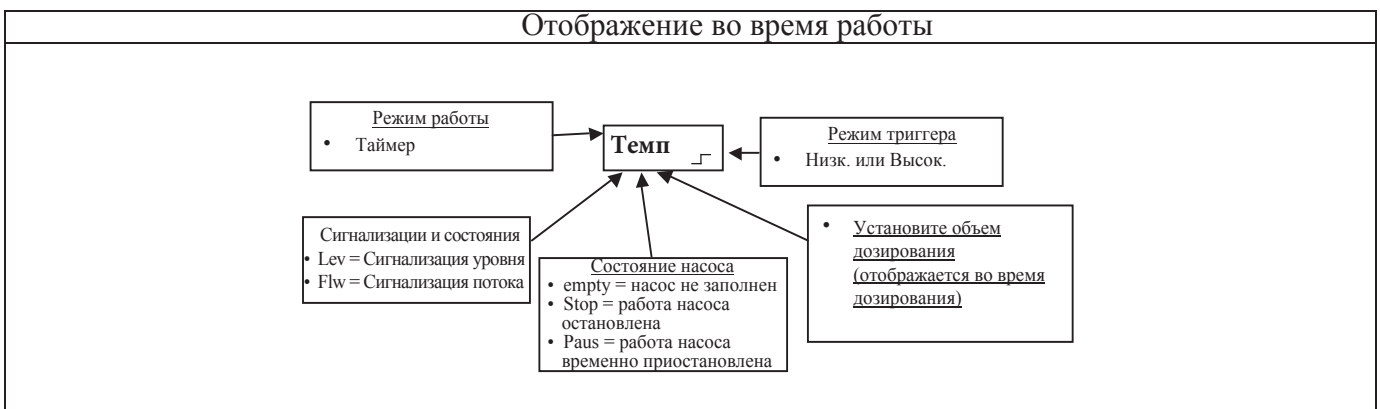 Отображение во время работы
Режим работы
• Таймер
Темп
Режим триггера
• Низк. или Высок.
Сигнализации и состояния
• Lev = Сигнализация уровня
• Flw = Сигнализация потока
Состояние насоса
• empty = насос не заполнен
• Stop = работа насоса
остановлена
• Paus = работа насоса
временно приостановлена
• Установите объем
дозирования
(отображается во время
дозирования)